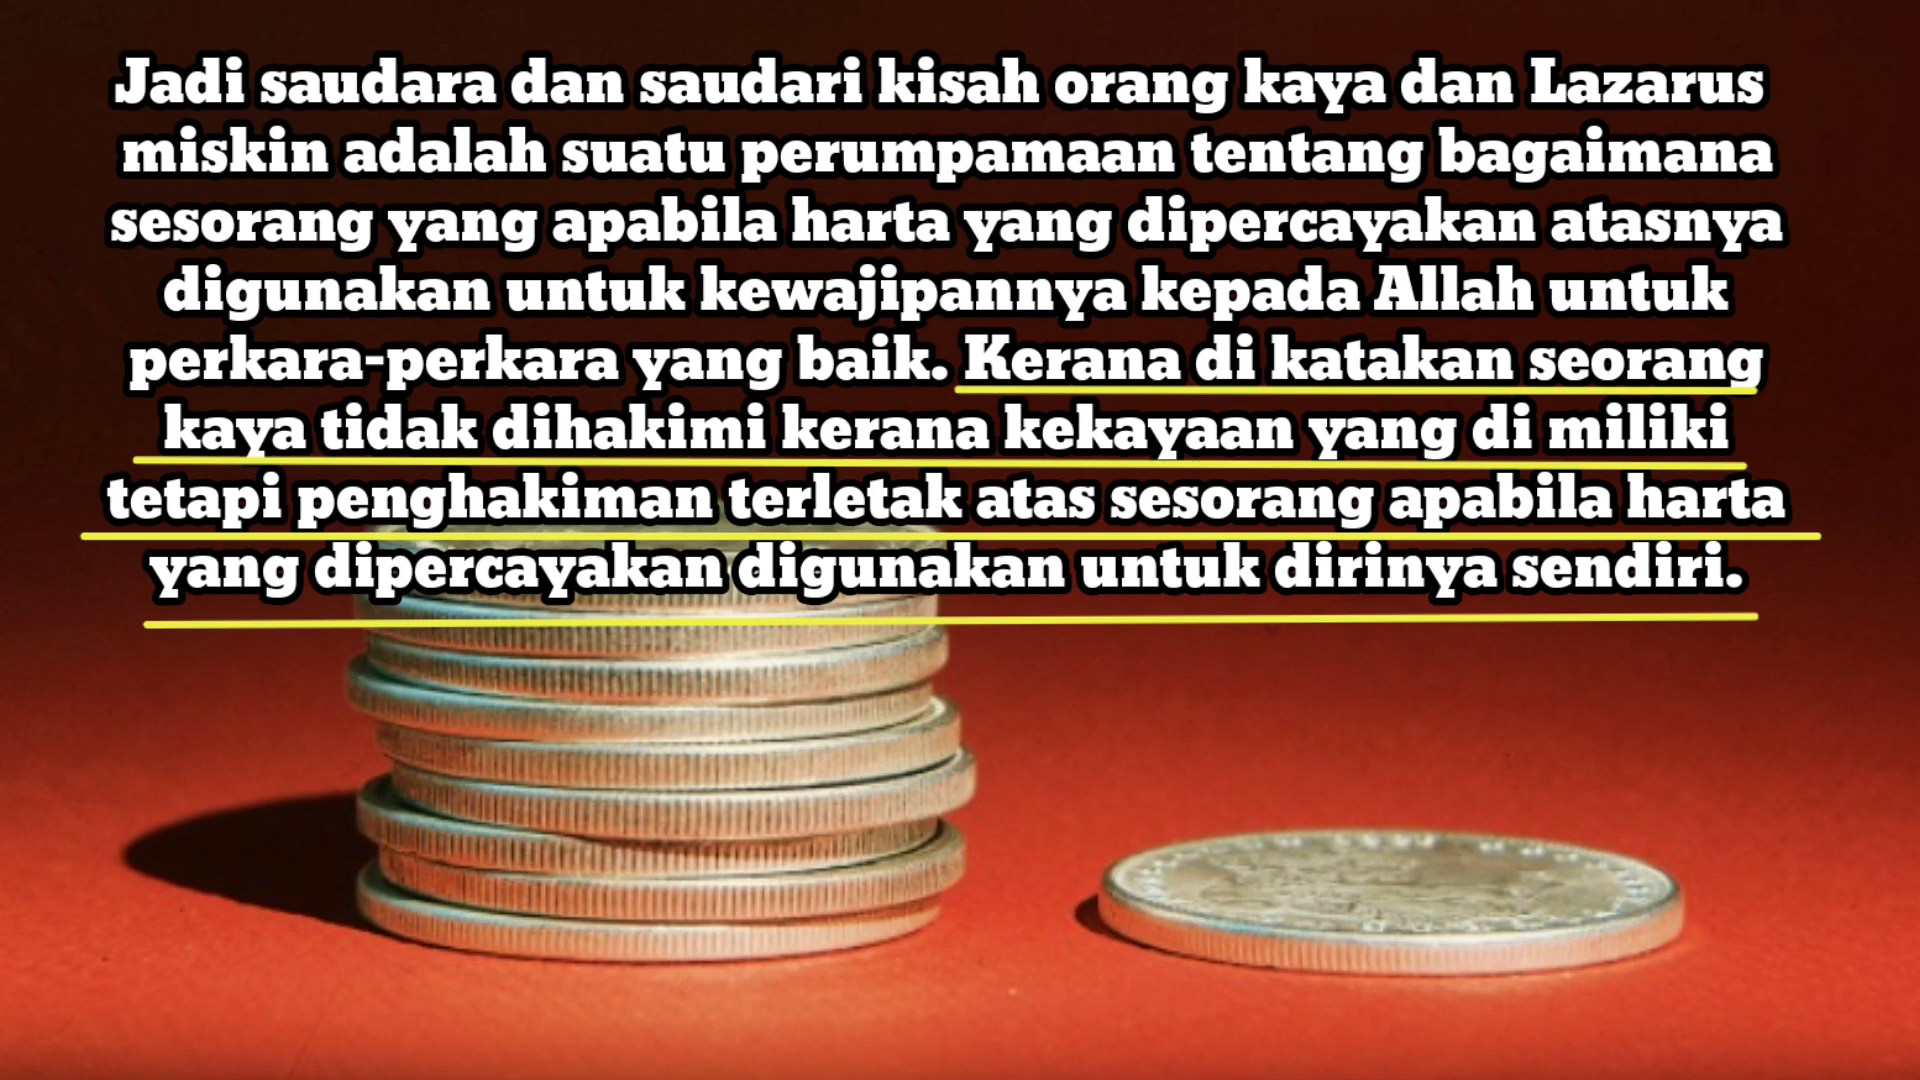 Jadi saudara dan saudari kisah orang kaya dan Lazarus
miskin adalah suatu perumpamaan tentang bagaimana
sesorang yang apabila harta yang dipercayakan atasnya
digunakan untuk kewajipannya kepada Allah untuk
perkara-perkara yang baik. Kerana di katakan seorang
kaya tidak dihakimi kerana kekayaan yang di miliki
tetapi penghakiman terletak atas sesorang apabila harta
yang dipercayakan digunakan untuk dirinya sendiri.